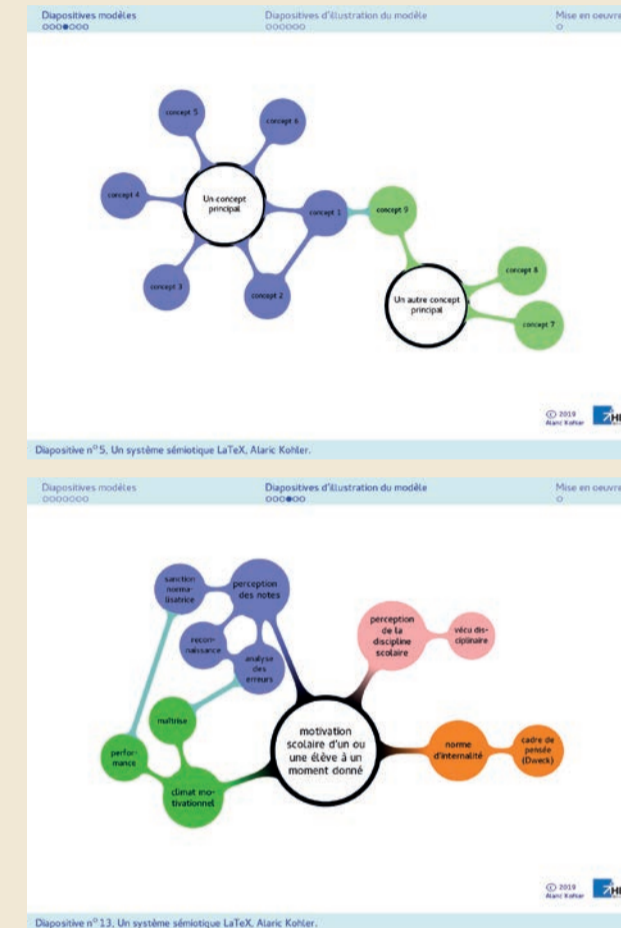 Diapositives modèles
Diapositives d'illustration du modèle
Mise en oeuvre
concept 5
concept 6
concept 4
Un concept
principal
concept 1
concept 9
concept 3
concept 2
Un autre concept
principal
concept 8
concept 7
© 2019
Alaric Kohler
Diapositive n° 5, Un système sémiotique LaTeX, Alaric Kohler.
Diapositives modèles
Diapositives d'illustration du modèle
Mise en oeuvre
sanction
norma-
lisatrice
perception
des notes
recon-
naissance
analyse
des
erreurs
perception
de la
discipline
scolaire
vécu dis-
ciplinaire
maîtrise
perfor-
mance
climat mo-
tivationnel
motivation
scolaire d'un ou
une élève à un
moment donné
norme
d'internalité
cadre de
pensée
(Dweck)
© 2019
Alaric Kohler
Diapositive n° 13, Un système sémiotique LaTeX, Alaric Kohler.